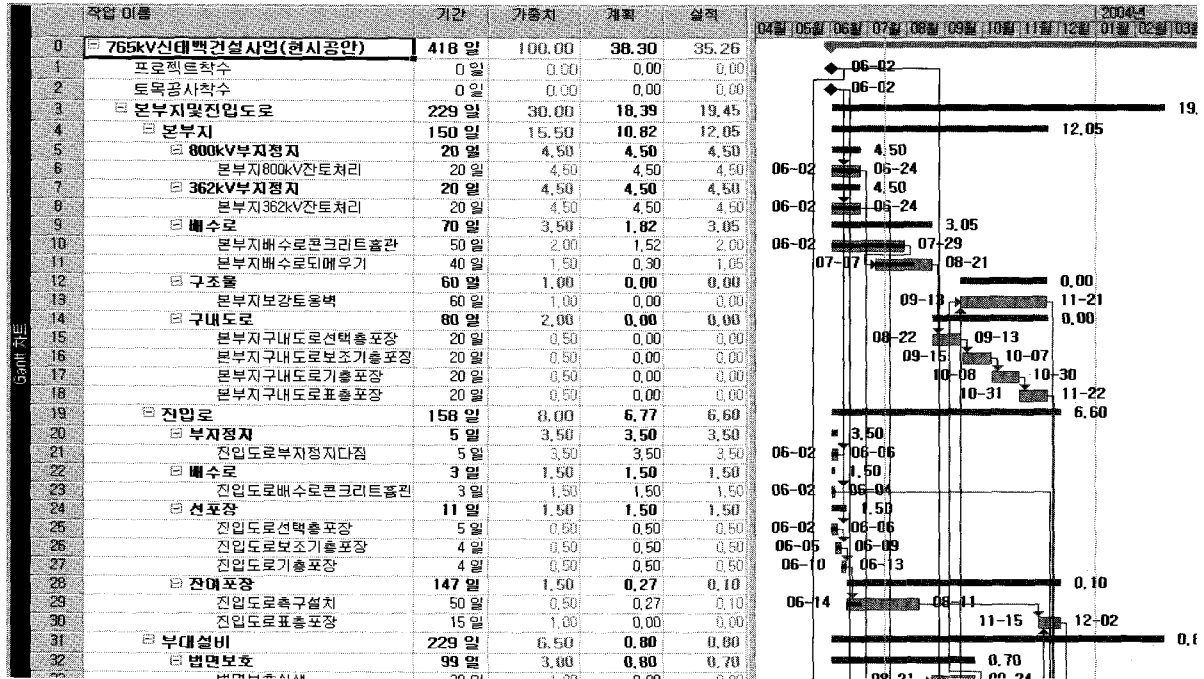 작업 이름 기간 가중치 계획 실적 2004년
04월 05월 06월 07월 08월 09월 10월 11월 12월 01월 02월 03월
0 765kV신태백건설사업(현시공안) 418 일 100.00 38.30 35.26
1 프로젝트착수 0 일 0.00 0.00 0.00 06-02
2 토목공사착수 0 일 0.00 0.00 0.00 06-02
3 본부지및진입도로 229 일 30.00 18.39 19.45 19.
4 본부지 150 일 15.50 10.82 12.05 12.05
5 800kV부지정지 20 일 4.50 4.50 4.50 4.50
6 본부지800kV잔토처리 20 일 4.50 4.50 4.50 06-02 06-24
7 362kV부지정지 20 일 4.50 4.50 4.50 4.50
8 본부지362kV잔토처리 20 일 4.50 4.50 4.50 06-02 06-24
9 배수로 70 일 3.50 1.82 3.05 3.05
10 본부지배수로콘크리트흄관 50 일 2.00 1.52 2.00 06-02 07-29
11 본부지배수로되메우기 40 일 1.50 0.30 1.05 07-07 08-21
12 구조물 60 일 1.00 0.00 0.00 0.00
13 본부지보강토옹벽 60 일 1.00 0.00 0.00 09-13 11-21
14 구내도로 80 일 2.00 0.00 0.00 0.00
15 본부지구내도로선택층포장 20 일 0.50 0.00 0.00 08-22 09-13
16 본부지구내도로보조기층포장 20 일 0.50 0.00 0.00 09-15 10-07
17 본부지구내도로기층포장 20 일 0.50 0.00 0.00 10-08 10-30
18 본부지구내도로표층포장 20 일 0.50 0.00 0.00 10-31 11-22
19 진입로 158 일 8.00 6.77 6.60 6.60
20 부지정지 5 일 3.50 3.50 3.50 3.50
21 진입도로부지정지다짐 5 일 3.50 3.50 3.50 06-02 06-06
22 배수로 3 일 1.50 1.50 1.50 1.50
23 진입도로배수로콘크리트흄관 3 일 1.50 1.50 1.50 06-02 06-04
24 선포장 11 일 1.50 1.50 1.50 1.50
25 진입도로선택층포장 5 일 0.50 0.50 0.50 06-02 06-06
26 진입도로보조기층포장 4 일 0.50 0.50 0.50 06-05 06-09
27 진입도로기층포장 4 일 0.50 0.50 0.50 06-10 06-13
28 잔여포장 147 일 1.50 0.27 0.10 0.10
29 진입도로측구설치 50 일 0.50 0.27 0.10 06-14 08-11
30 진입도로표층포장 15 일 1.00 0.00 0.00 11-15 12-02
31 부대설비 229 일 6.50 0.80 0.80 0.8
32 법면보호 99 일 3.00 0.80 0.70 0.70
08-21 09-24
Gantt 차트